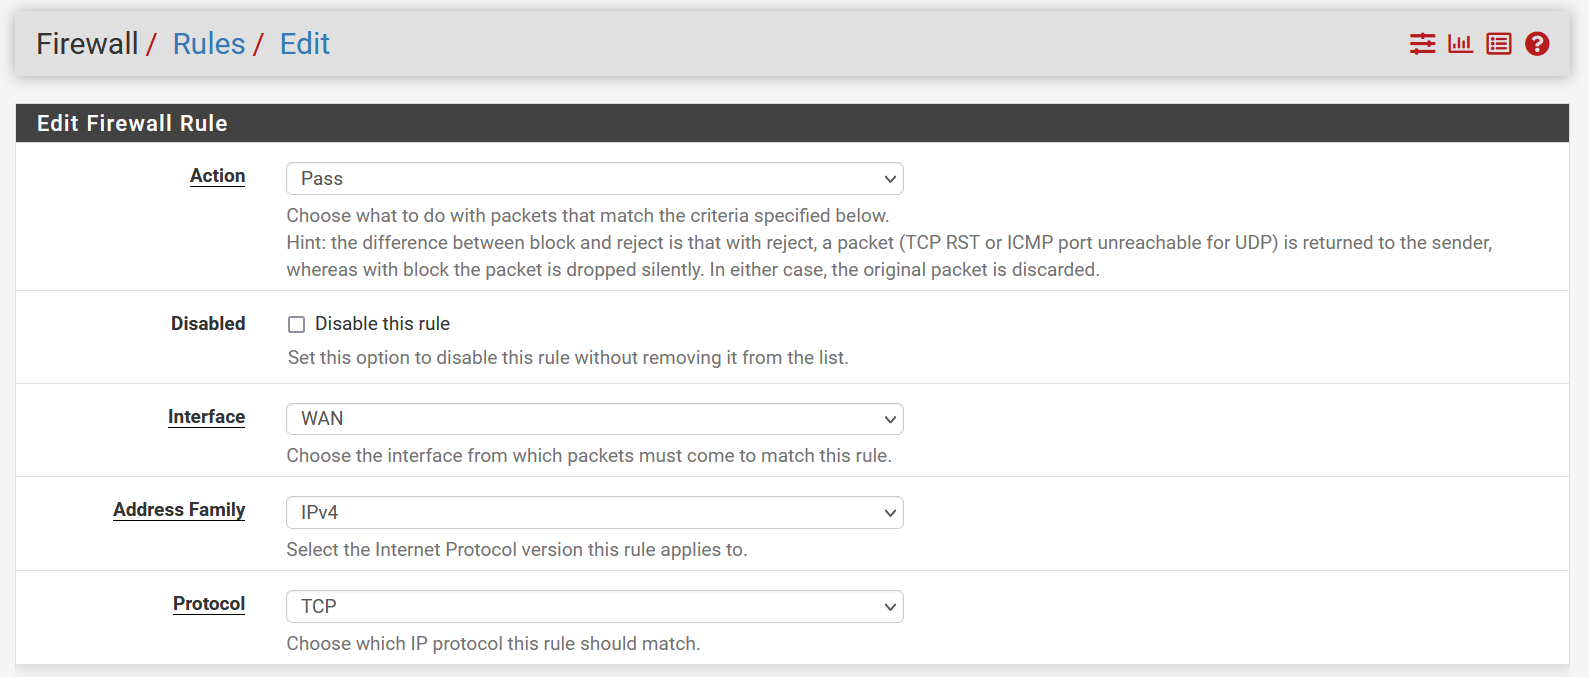 Firewall / Rules / Edit
Edit Firewall Rule
Action
Pass
Choose what to do with packets that match the criteria specified below.
Hint: the difference between block and reject is that with reject, a packet (TCP RST or ICMP port unreachable for UDP) is returned to the sender,
whereas with block the packet is dropped silently. In either case, the original packet is discarded.
Disabled
Disable this rule
Set this option to disable this rule without removing it from the list.
Interface
WAN
Choose the interface from which packets must come to match this rule.
Address Family
IPv4
Select the Internet Protocol version this rule applies to.
Protocol
TCP
Choose which IP protocol this rule should match.